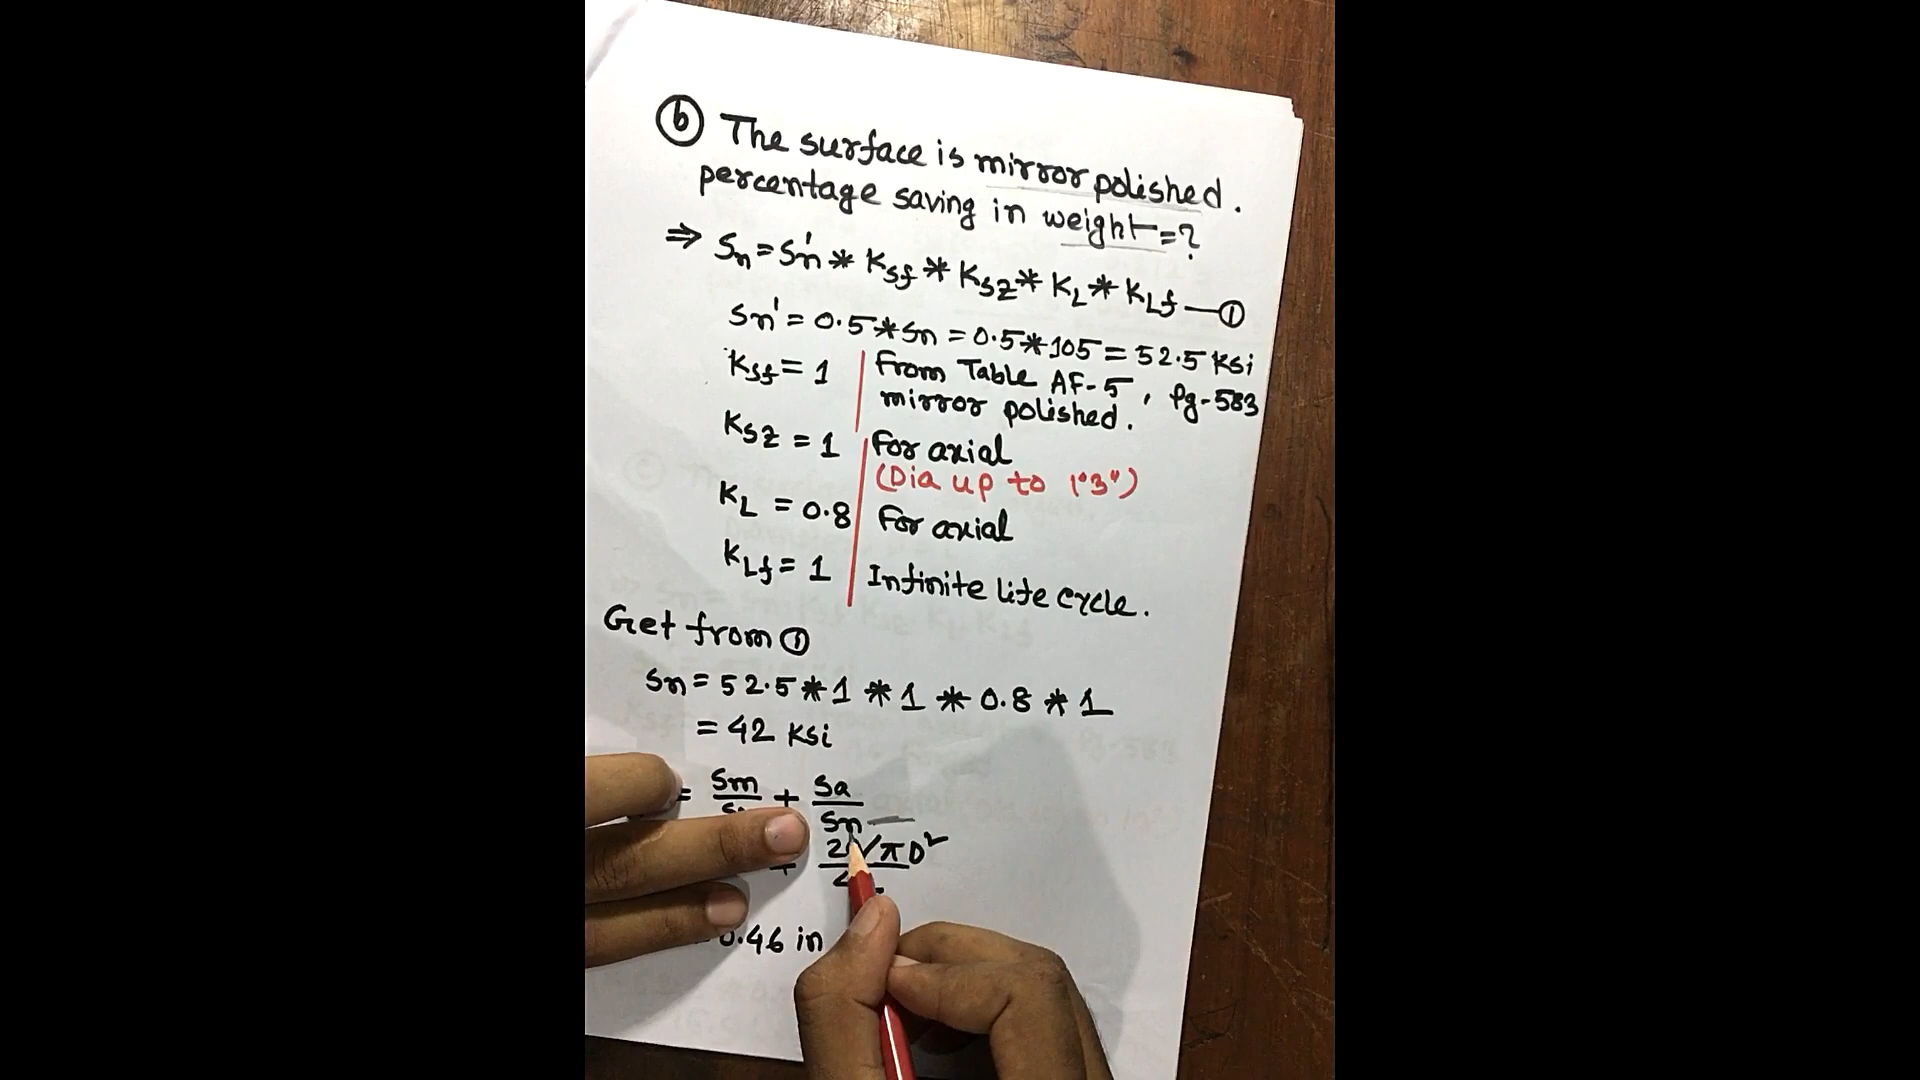 ⓑ The surface is mirror polished.
percentage saving in weight=?
⇒ Sn = Sn' * Ksf * Ksz * KL * KLf —①
Sn' = 0.5*Sn = 0.5*105 = 52.5 Ksi
Ksf = 1 From Table AF-5, Pg-583
mirror polished.
Ksz = 1 For axial
(Dia up to 1"3")
KL = 0.8 For axial
KLf = 1 Infinite life cycle.
Get from ①
Sn = 52.5*1*1*0.8*1
= 42 Ksi
= Sm + Sa
Sn
/πD²
+
0.46 in